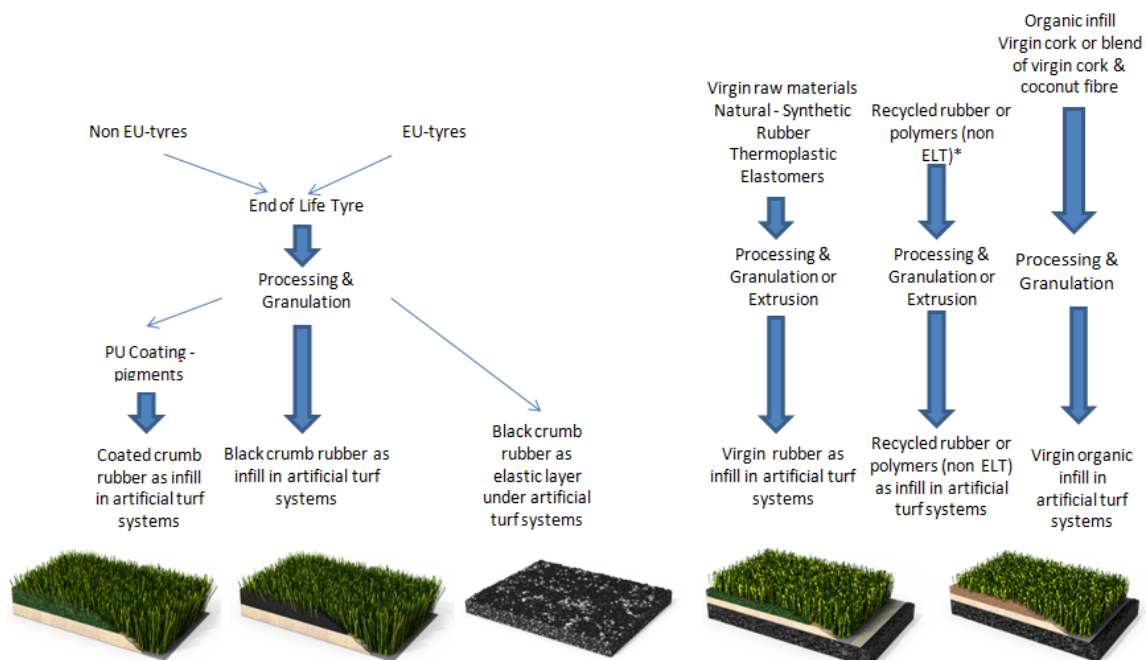 Non EU-tyres
EU-tyres
End of Life Tyre
Processing &
Granulation
PU Coating -
pigments
Coated crumb
rubber as infill
in artificial turf
systems
Black crumb rubber as
infill in artificial turf
systems
Black crumb
rubber as
elastic layer
under artificial
turf systems
Virgin raw materials
Natural - Synthetic
Rubber
Thermoplastic
Elastomers
Processing &
Granulation or
Extrusion
Virgin rubber as
infill in artificial turf
systems
Recycled rubber or
polymers (non
ELT)*
Processing &
Granulation or
Extrusion
Recycled rubber or
polymers (non ELT)
as infill in artificial
turf systems
Organic infill
Virgin cork or blend
of virgin cork &
coconut fibre
Processing &
Granulation
Virgin organic
infill in
artificial turf
systems